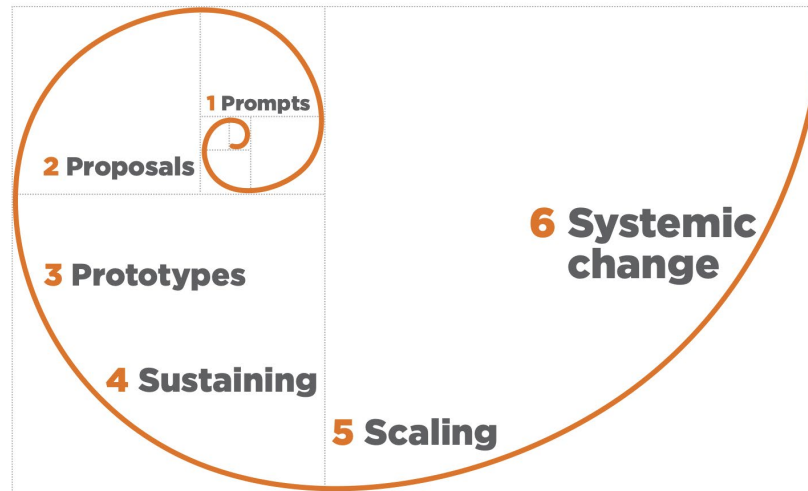 1 Prompts
2 Proposals
3 Prototypes
4 Sustaining
5 Scaling
6 Systemic
change